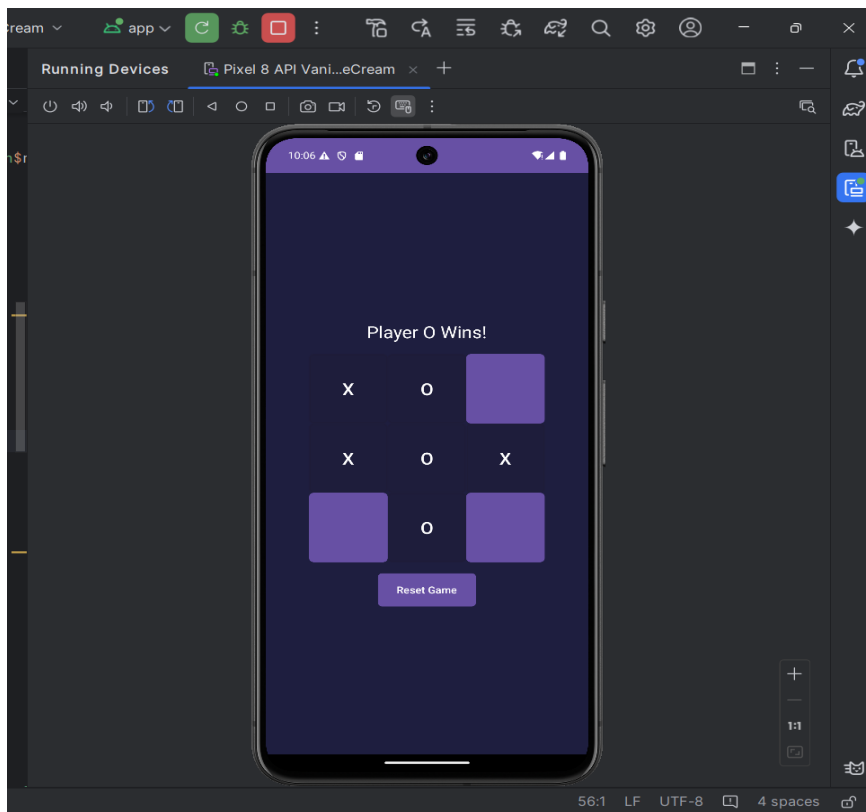 ream
app
Running Devices
Pixel 8 API Vani...eCream
10:06
Player O Wins!
X O
X O X
O
Reset Game
1:1
56:1 LF UTF-8 4 spaces